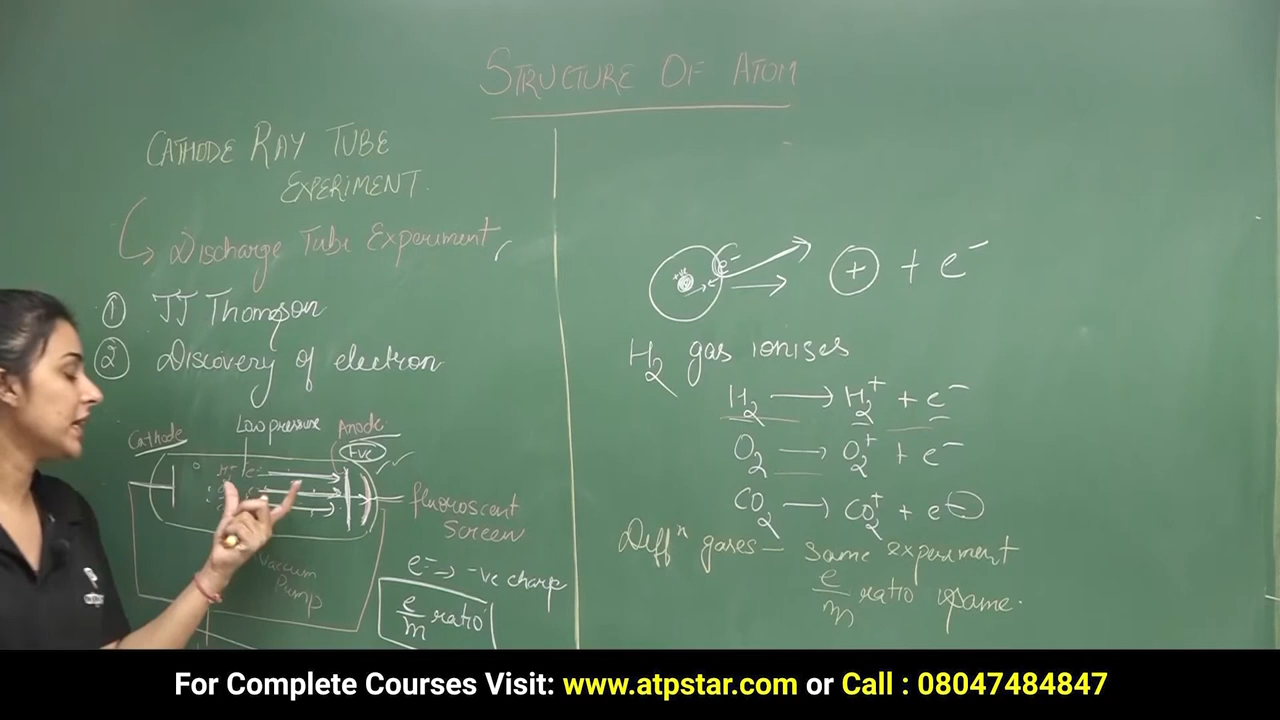 STRUCTURE OF ATOM
CATHODE RAY TUBE
EXPERIMENT.
↳ Discharge Tube Experiment
① JJ Thomson
② Discovery of electron
Cathode
Low pressure
Anode
+ve
fluoroscent
Screen
Vacuum
Pump
e⁻ → -ve charge
e/m ratio
+ve e⁻ → (+) + e⁻
H₂ gas ionises
H₂ → H₂⁺ + e⁻
O₂ → O₂⁺ + e⁻
CO₂ → CO₂⁺ + e⁻
Diffⁿ gases — same experiment
e/m ratio same.
For Complete Courses Visit: www.atpstar.com or Call : 08047484847